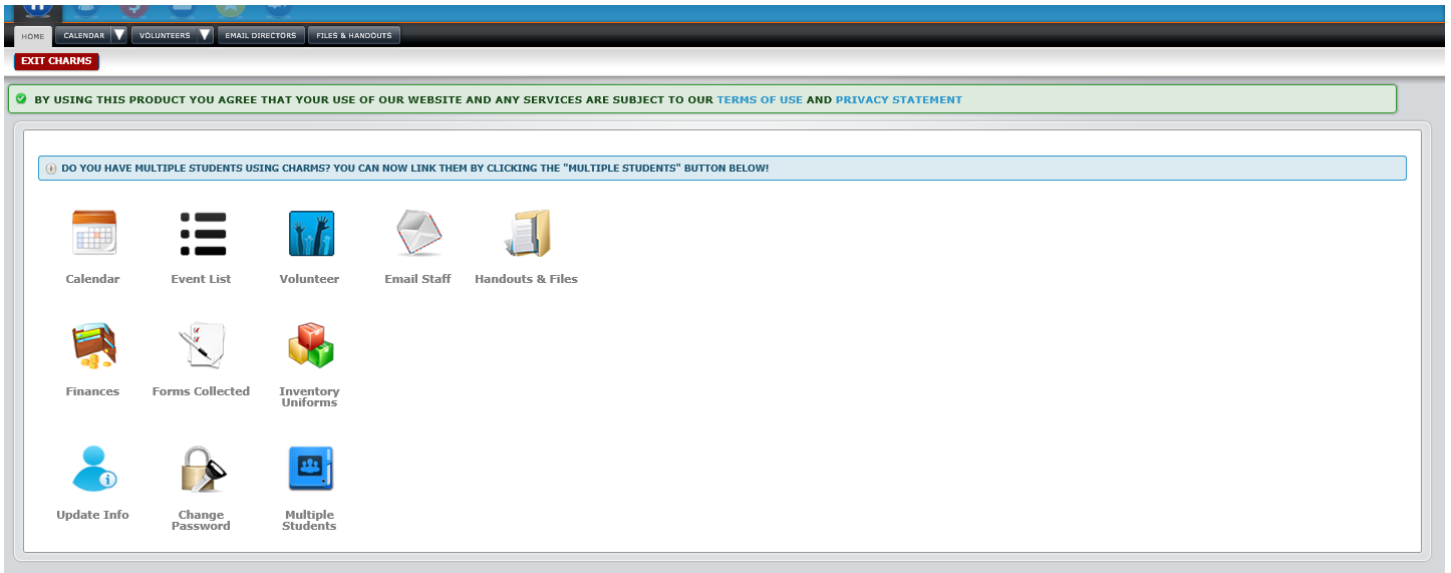 HOME CALENDAR VOLUNTEERS EMAIL DIRECTORS FILES & HANDOUTS
EXIT CHARMS
BY USING THIS PRODUCT YOU AGREE THAT YOUR USE OF OUR WEBSITE AND ANY SERVICES ARE SUBJECT TO OUR TERMS OF USE AND PRIVACY STATEMENT
DO YOU HAVE MULTIPLE STUDENTS USING CHARMS? YOU CAN NOW LINK THEM BY CLICKING THE "MULTIPLE STUDENTS" BUTTON BELOW!
Calendar Event List Volunteer Email Staff Handouts & Files
Finances Forms Collected Inventory
Uniforms
Update Info Change Multiple
Password Students